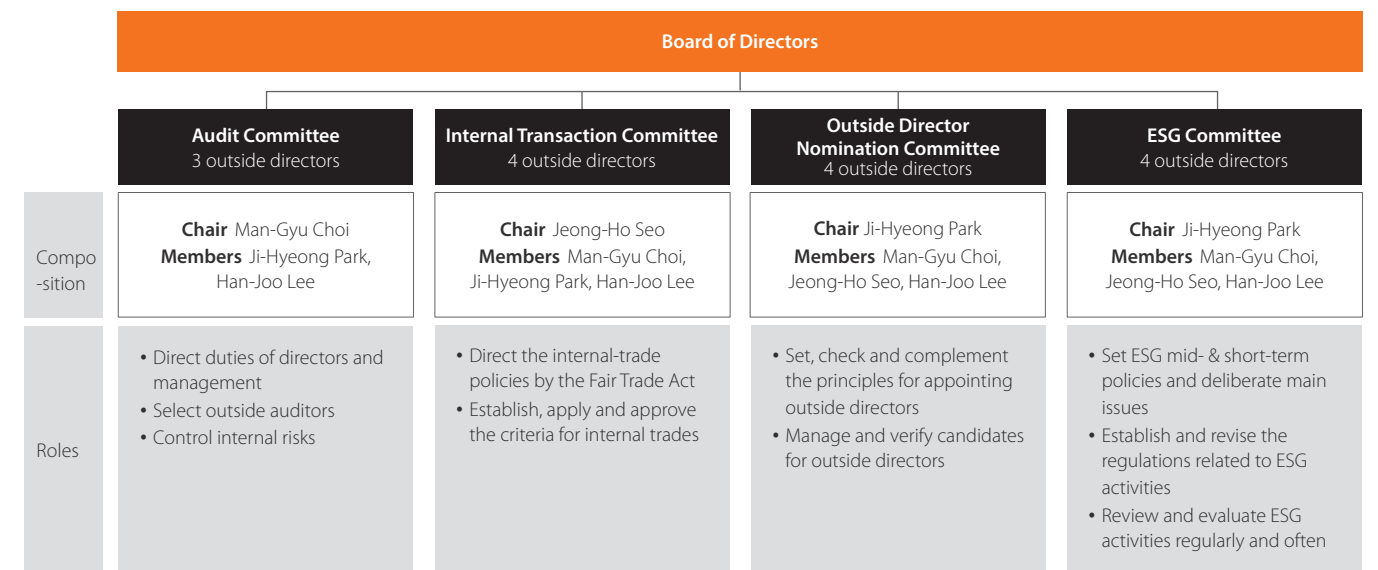 Board of Directors
Audit Committee
3 outside directors
Internal Transaction Committee
4 outside directors
Outside Director
Nomination Committee
4 outside directors
ESG Committee
4 outside directors
Compo
-sition
Chair Man-Gyu Choi
Members Ji-Hyeong Park,
Han-Joo Lee
Chair Jeong-Ho Seo
Members Man-Gyu Choi,
Ji-Hyeong Park, Han-Joo Lee
Chair Ji-Hyeong Park
Members Man-Gyu Choi,
Jeong-Ho Seo, Han-Joo Lee
Chair Ji-Hyeong Park
Members Man-Gyu Choi,
Jeong-Ho Seo, Han-Joo Lee
Roles
• Direct duties of directors and
management
• Select outside auditors
• Control internal risks
• Direct the internal-trade
policies by the Fair Trade Act
• Establish, apply and approve
the criteria for internal trades
• Set, check and complement
the principles for appointing
outside directors
• Manage and verify candidates
for outside directors
• Set ESG mid- & short-term
policies and deliberate main
issues
• Establish and revise the
regulations related to ESG
activities
• Review and evaluate ESG
activities regularly and often